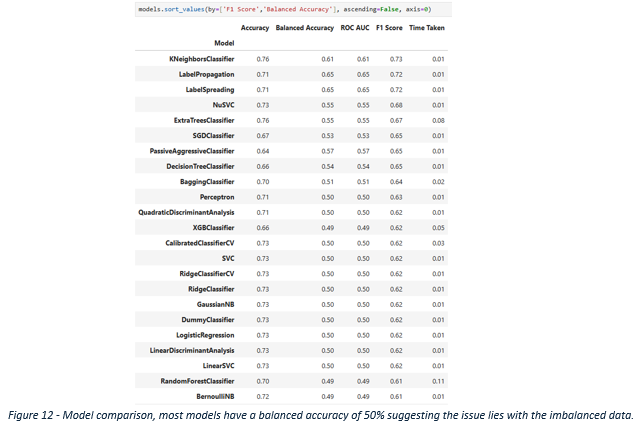 models.sort_values(by=['F1 Score','Balanced Accuracy'], ascending=False, axis=0)
Accuracy Balanced Accuracy ROC AUC F1 Score Time Taken
Model
KNeighborsClassifier 0.76 0.61 0.61 0.73 0.01
LabelPropagation 0.71 0.65 0.65 0.72 0.01
LabelSpreading 0.71 0.65 0.65 0.72 0.01
NuSVC 0.73 0.55 0.55 0.68 0.01
ExtraTreesClassifier 0.76 0.55 0.55 0.67 0.08
SGDClassifier 0.67 0.53 0.53 0.65 0.01
PassiveAggressiveClassifier 0.64 0.57 0.57 0.65 0.01
DecisionTreeClassifier 0.66 0.54 0.54 0.65 0.01
BaggingClassifier 0.70 0.51 0.51 0.64 0.02
Perceptron 0.71 0.50 0.50 0.63 0.01
QuadraticDiscriminantAnalysis 0.71 0.50 0.50 0.62 0.01
XGBClassifier 0.66 0.49 0.49 0.62 0.05
CalibratedClassifierCV 0.73 0.50 0.50 0.62 0.03
SVC 0.73 0.50 0.50 0.62 0.01
RidgeClassifierCV 0.73 0.50 0.50 0.62 0.01
RidgeClassifier 0.73 0.50 0.50 0.62 0.01
GaussianNB 0.73 0.50 0.50 0.62 0.01
DummyClassifier 0.73 0.50 0.50 0.62 0.01
LogisticRegression 0.73 0.50 0.50 0.62 0.01
LinearDiscriminantAnalysis 0.73 0.50 0.50 0.62 0.01
LinearSVC 0.73 0.50 0.50 0.62 0.01
RandomForestClassifier 0.70 0.49 0.49 0.61 0.11
BernoulliNB 0.72 0.49 0.49 0.61 0.01
Figure 12 - Model comparison, most models have a balanced accuracy of 50% suggesting the issue lies with the imbalanced data.